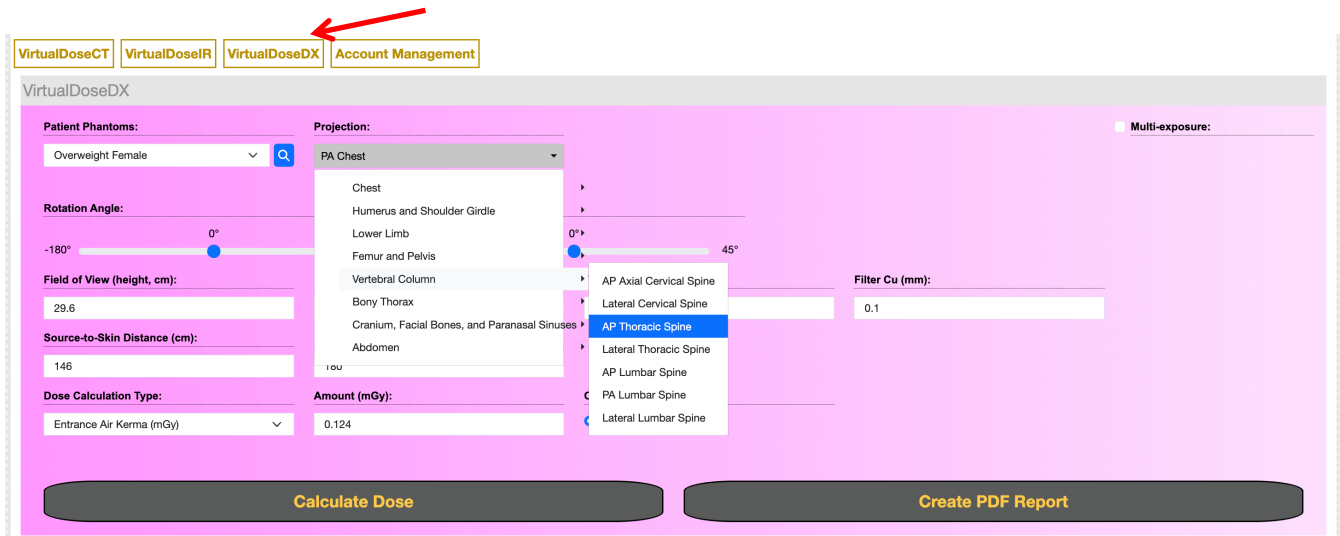 VirtualDoseCT VirtualDoseIR VirtualDoseDX Account Management
VirtualDoseDX
Patient Phantoms: Projection: Multi-exposure:
Overweight Female PA Chest
Chest
Humerus and Shoulder Girdle
Rotation Angle:
Lower Limb
0° 0°
-180° 45°
Femur and Pelvis
Vertebral Column
Field of View (height, cm): Filter Cu (mm):
AP Axial Cervical Spine
Bony Thorax
Lateral Cervical Spine
29.6 0.1
Cranium, Facial Bones, and Paranasal Sinuses
AP Thoracic Spine
Source-to-Skin Distance (cm):
Abdomen
Lateral Thoracic Spine
146 180
AP Lumbar Spine
Dose Calculation Type: Amount (mGy):
PA Lumbar Spine
Entrance Air Kerma (mGy) 0.124
Lateral Lumbar Spine
Calculate Dose Create PDF Report